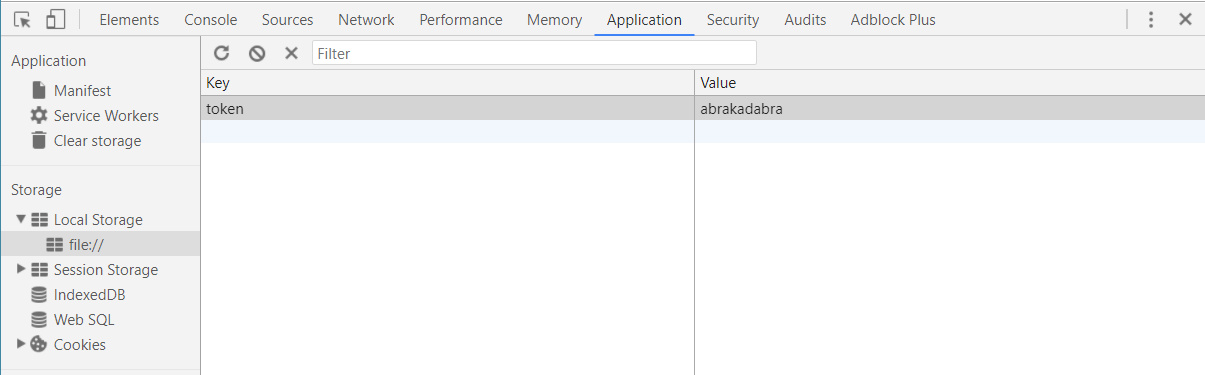 Elements Console Sources Network Performance Memory Application Security Audits Adblock Plus
Application
Manifest
Service Workers
Clear storage
Storage
Local Storage
file://
Session Storage
IndexedDB
Web SQL
Cookies
Filter
Key Value
token abrakadabra